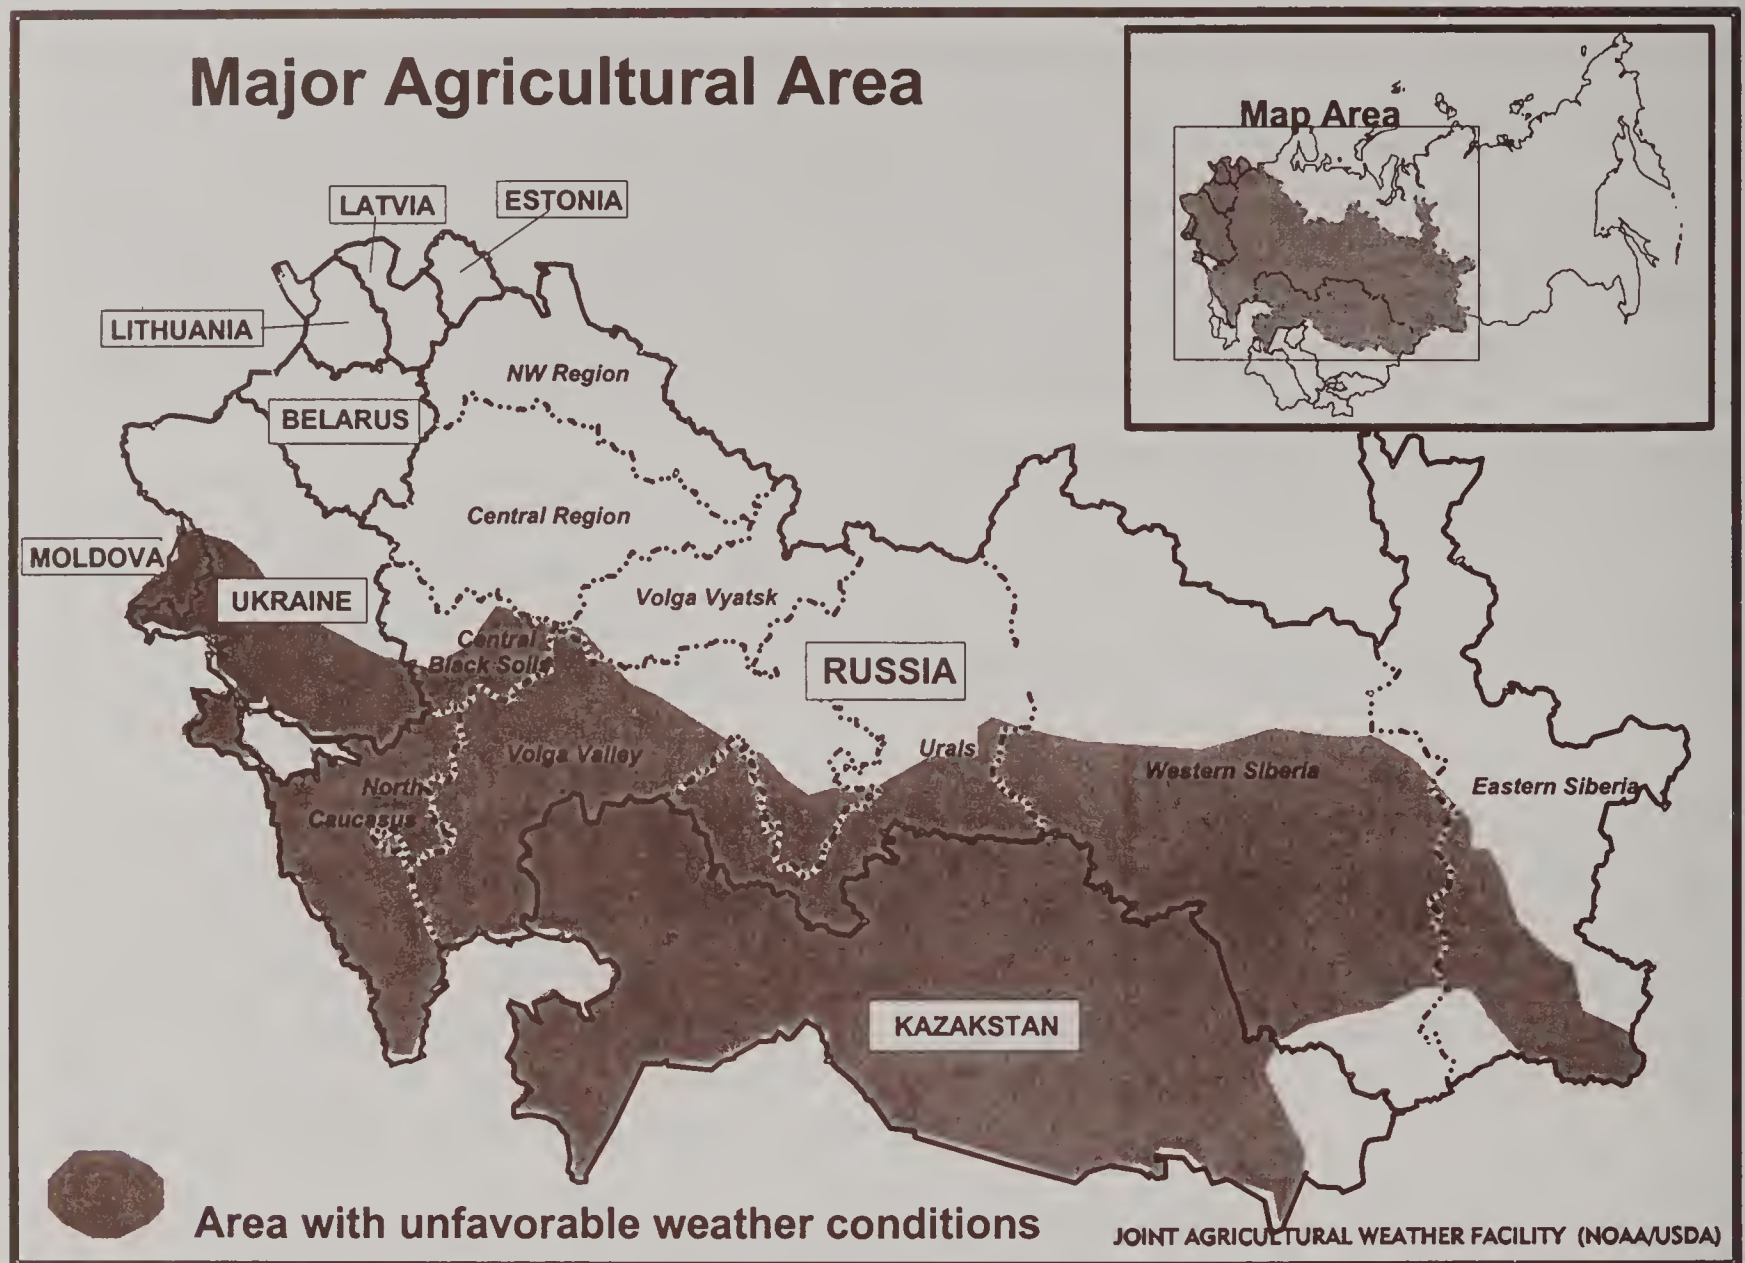 Major Agricultural Area
Map Area
LATVIA
ESTONIA
LITHUANIA
NW Region
BELARUS
Central Region
MOLDOVA
UKRAINE
Volga Vyatsk
Central
Black Soils
RUSSIA
Volga Valley
Urals
Western Siberia
Eastern Siberia
North
Caucasus
KAZAKSTAN
Area with unfavorable weather conditions
JOINT AGRICULTURAL WEATHER FACILITY (NOAA/USDA)